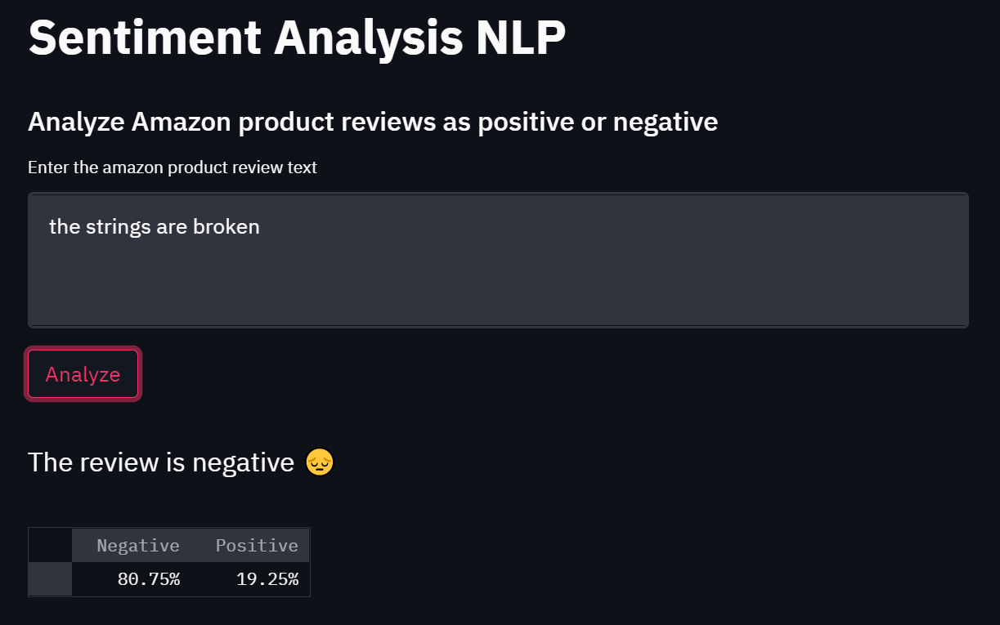 Sentiment Analysis NLP
Analyze Amazon product reviews as positive or negative
Enter the amazon product review text
the strings are broken
Analyze
The review is negative 😔
Negative Positive
80.75% 19.25%